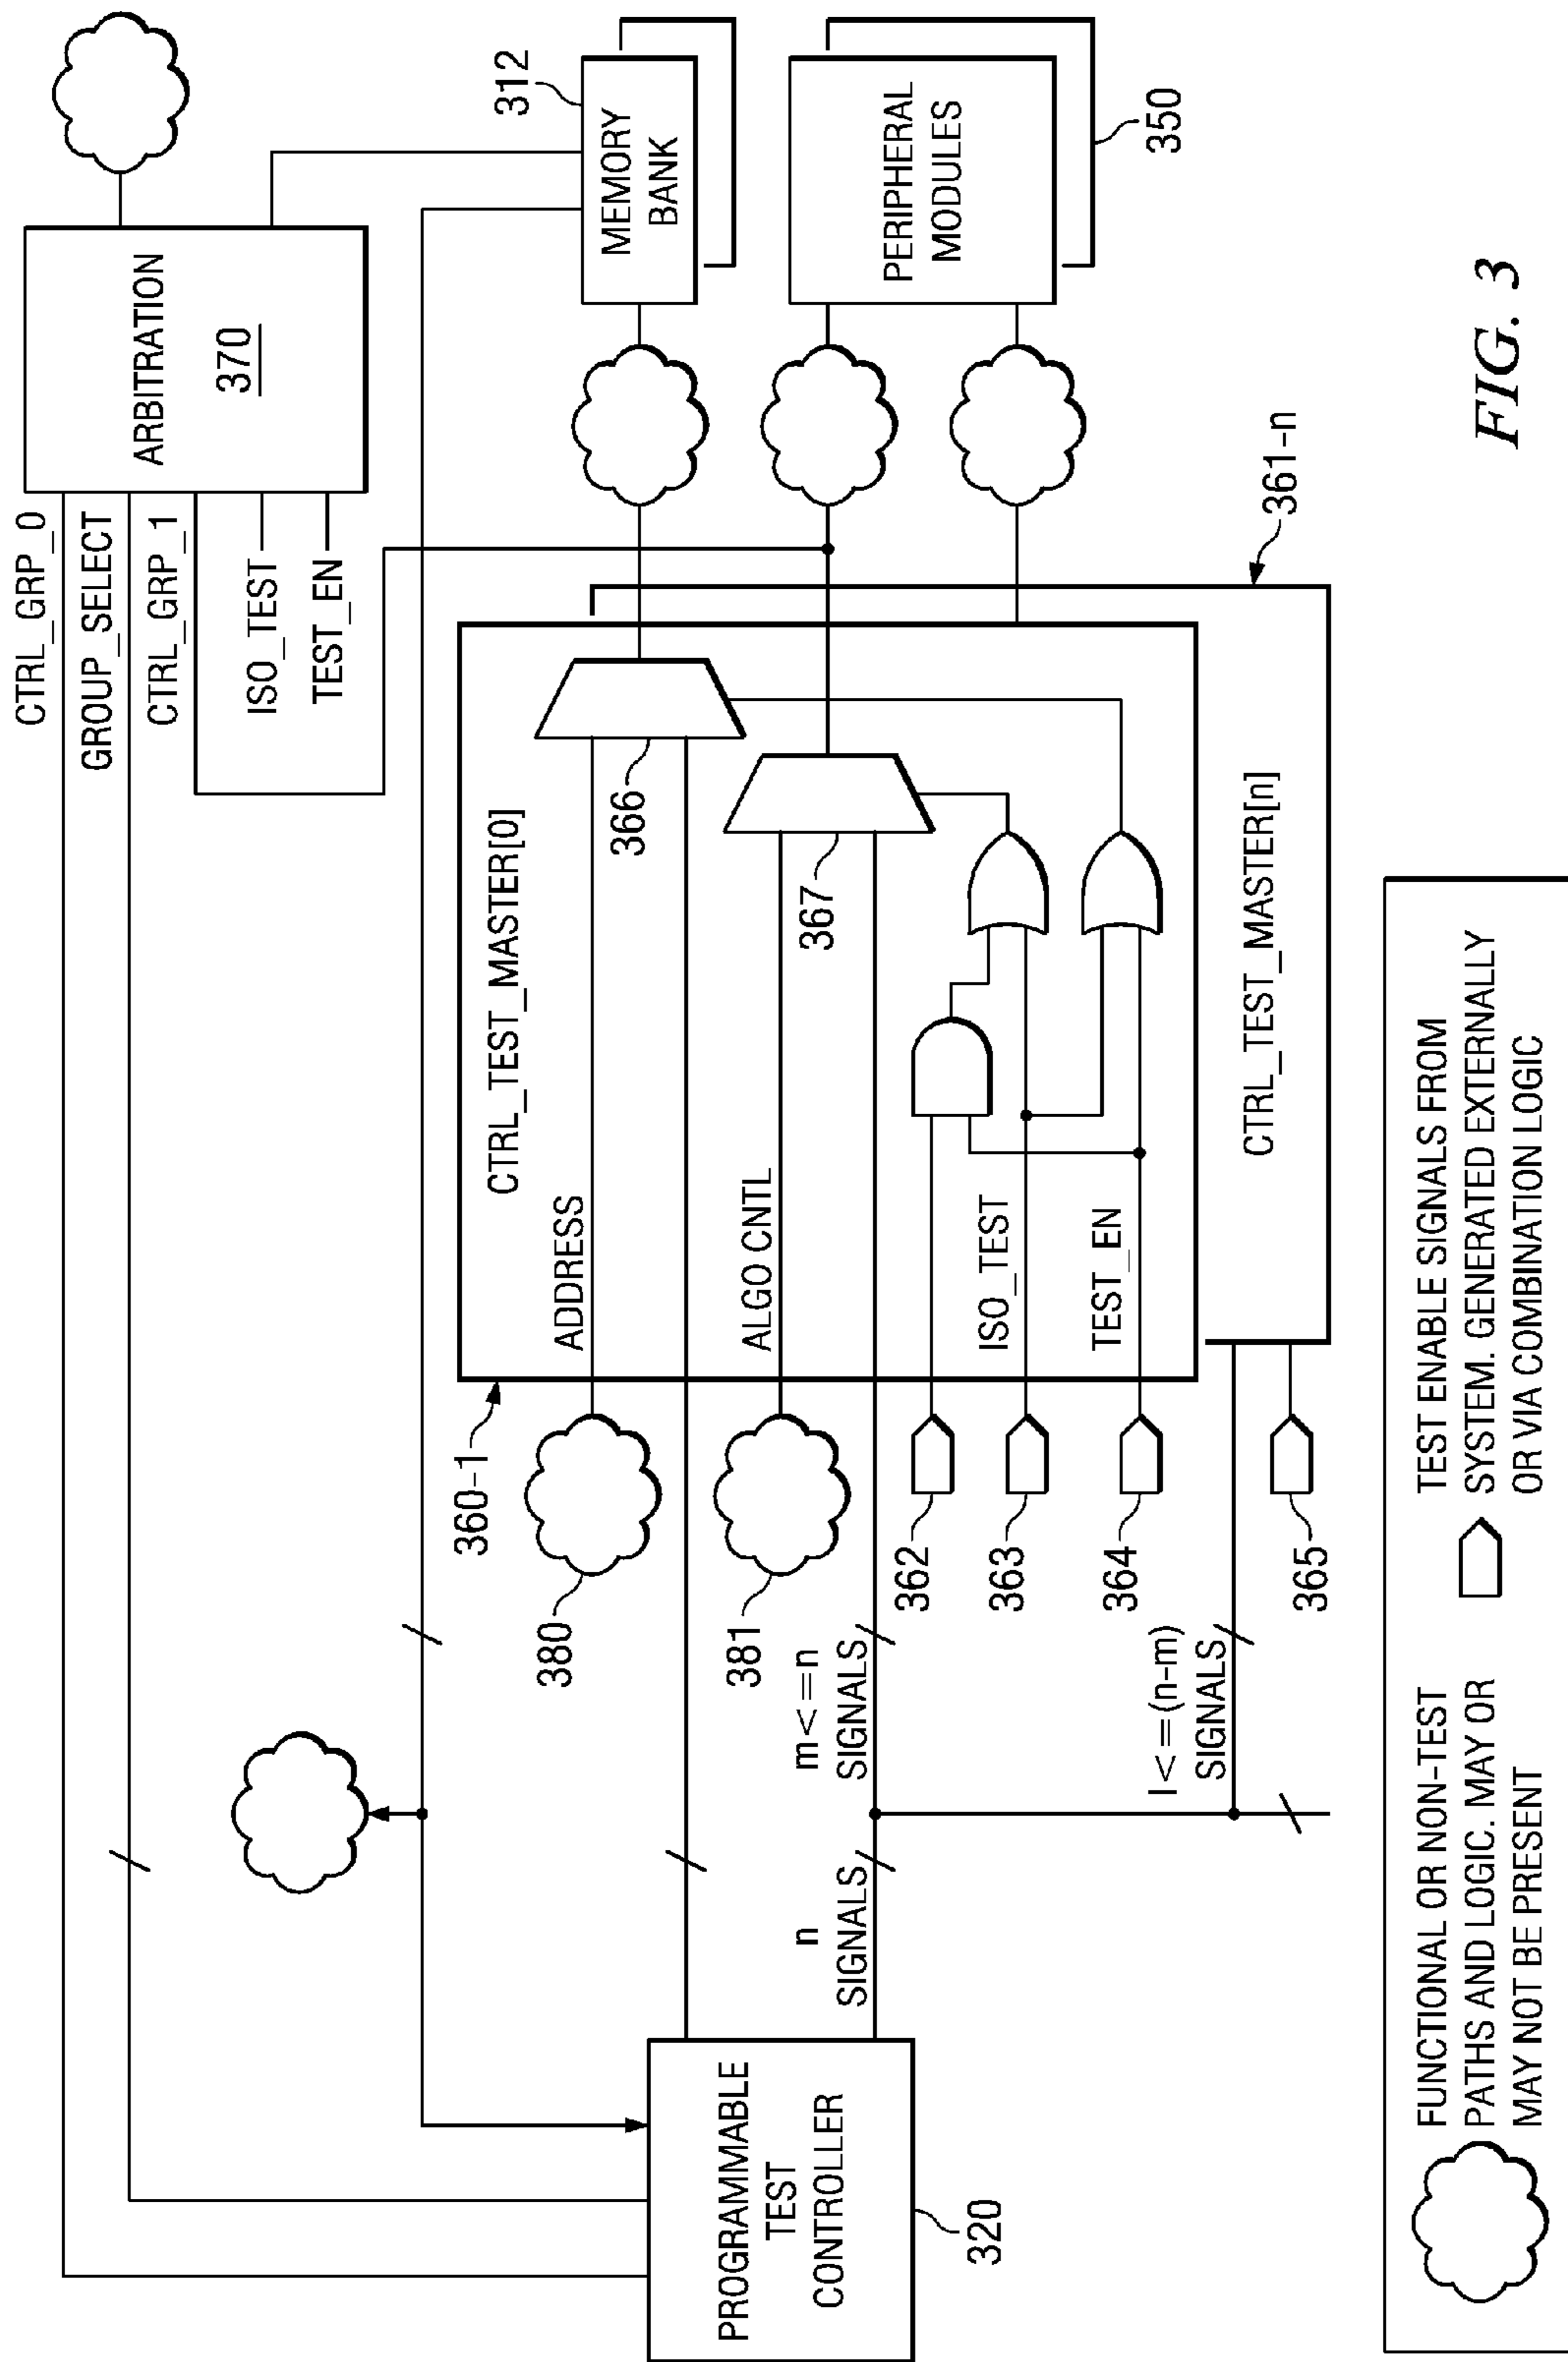 CTRL_GRP_0
GROUP_SELECT
CTRL_GRP_1
ISO_TEST
TEST_EN
ARBITRATION
370
312
MEMORY
BANK
PERIPHERAL
MODULES
350
CTRL_TEST_MASTER[0]
ADDRESS
366
ALGO CNTL
367
ISO_TEST
TEST_EN
CTRL_TEST_MASTER[n]
361-n
360-1
380
381
362
363
364
365
m<=n
SIGNALS
l<=(n-m)
SIGNALS
n
SIGNALS
PROGRAMMABLE
TEST
CONTROLLER
320
FUNCTIONAL OR NON-TEST
PATHS AND LOGIC. MAY OR
MAY NOT BE PRESENT
TEST ENABLE SIGNALS FROM
SYSTEM. GENERATED EXTERNALLY
OR VIA COMBINATION LOGIC
FIG. 3